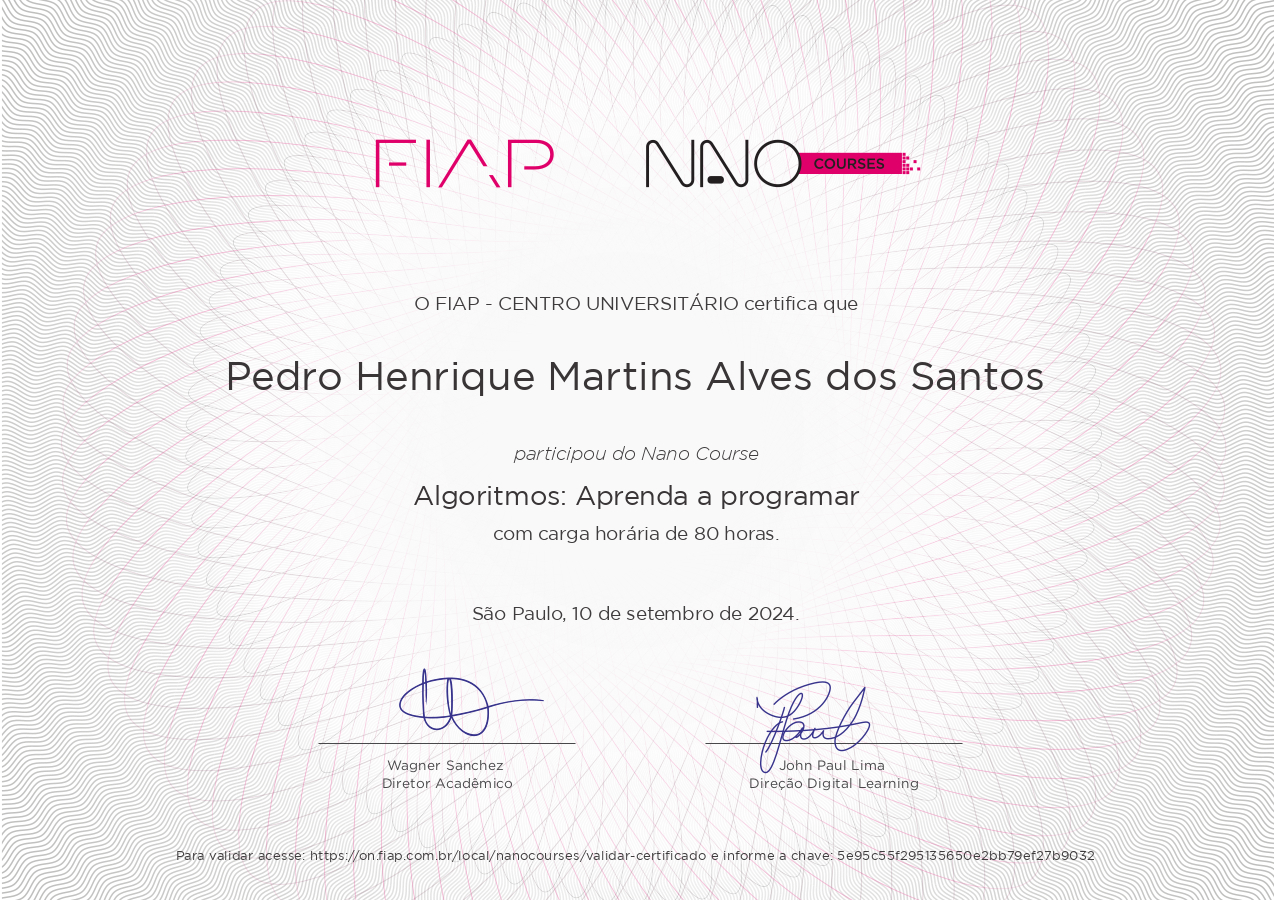 FIAP NANO COURSES
O FIAP - CENTRO UNIVERSITÁRIO certifica que
Pedro Henrique Martins Alves dos Santos
participou do Nano Course
Algoritmos: Aprenda a programar
com carga horária de 80 horas.
São Paulo, 10 de setembro de 2024.
Wagner Sanchez
Diretor Acadêmico
John Paul Lima
Direção Digital Learning
Para validar acesse: https://on.fiap.com.br/local/nanocourses/validar-certificado e informe a chave: 5e95c55f295135650e2bb79ef27b9032